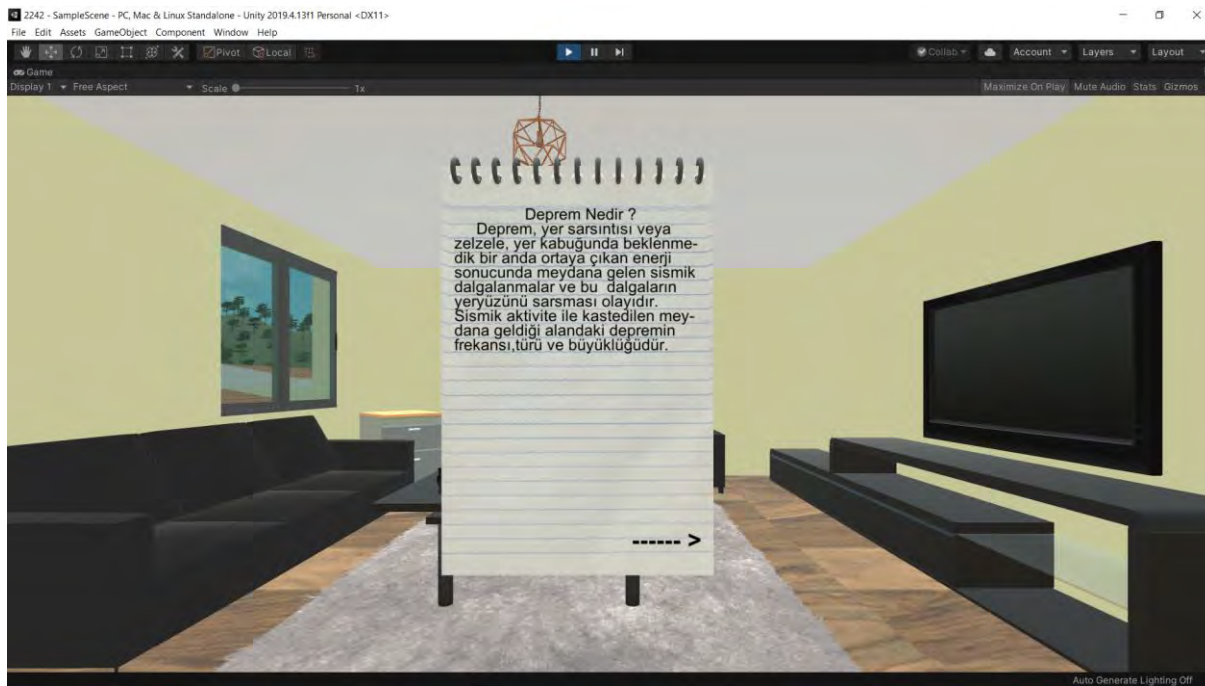 2242 - SampleScene - PC, Mac & Linux Standalone - Unity 2019.4.13f1 Personal <DX11>
File Edit Assets GameObject Component Window Help
Pivot Local Collab Account Layers Layout
Game
Display 1 Free Aspect Scale 1x Maximize On Play Mute Audio Stats Gizmos
Deprem Nedir ?
Deprem, yer sarsıntısı veya
zelzele, yer kabuğunda beklenme-
dik bir anda ortaya çıkan enerji
sonucunda meydana gelen sismik
dalgalanmalar ve bu dalgaların
yeryüzünü sarsması olayıdır.
Sismik aktivite ile kastedilen mey-
dana geldiği alandaki depremin
frekansı,türü ve büyüklüğüdür.
------ >
Auto Generate Lighting Off